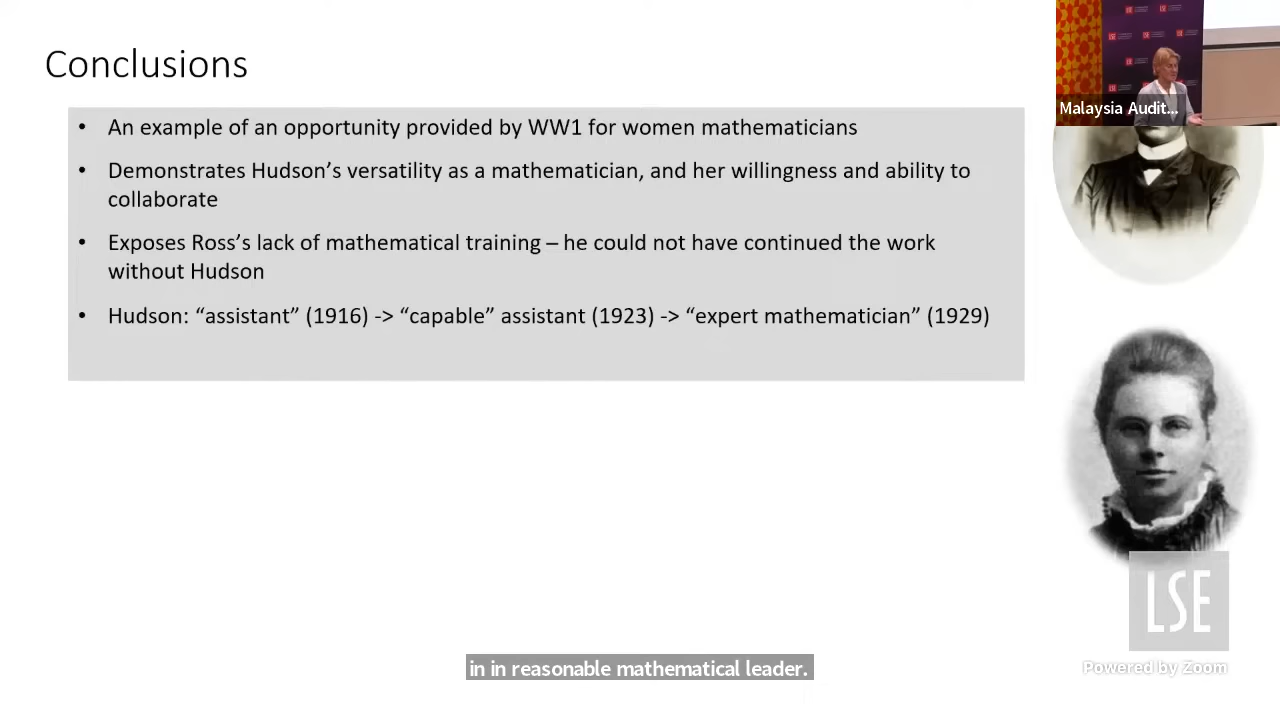 Conclusions
• An example of an opportunity provided by WW1 for women mathematicians
• Demonstrates Hudson’s versatility as a mathematician, and her willingness and ability to
collaborate
• Exposes Ross’s lack of mathematical training – he could not have continued the work
without Hudson
• Hudson: “assistant” (1916) -> “capable” assistant (1923) -> “expert mathematician” (1929)
Malaysia Audit...
LSE
in in reasonable mathematical leader.
Powered by Zoom